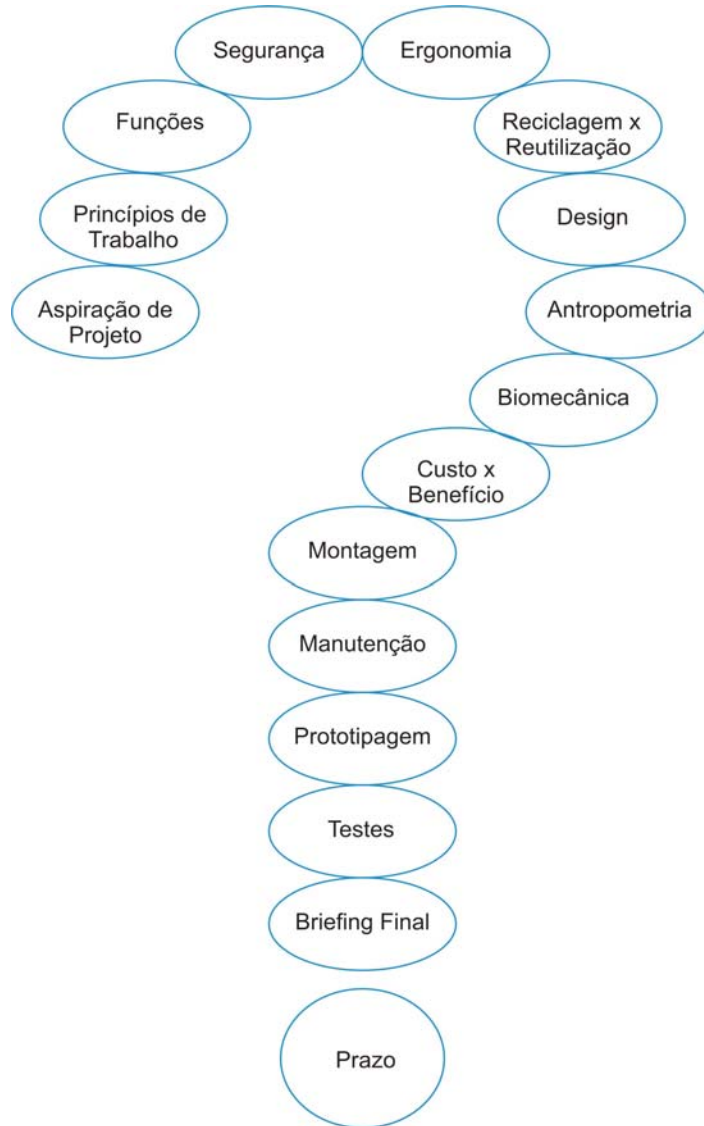 Segurança
Ergonomia
Funções
Reciclagem x
Reutilização
Princípios de
Trabalho
Design
Aspiração de
Projeto
Antropometria
Biomecânica
Custo x
Benefício
Montagem
Manutenção
Prototipagem
Testes
Briefing Final
Prazo